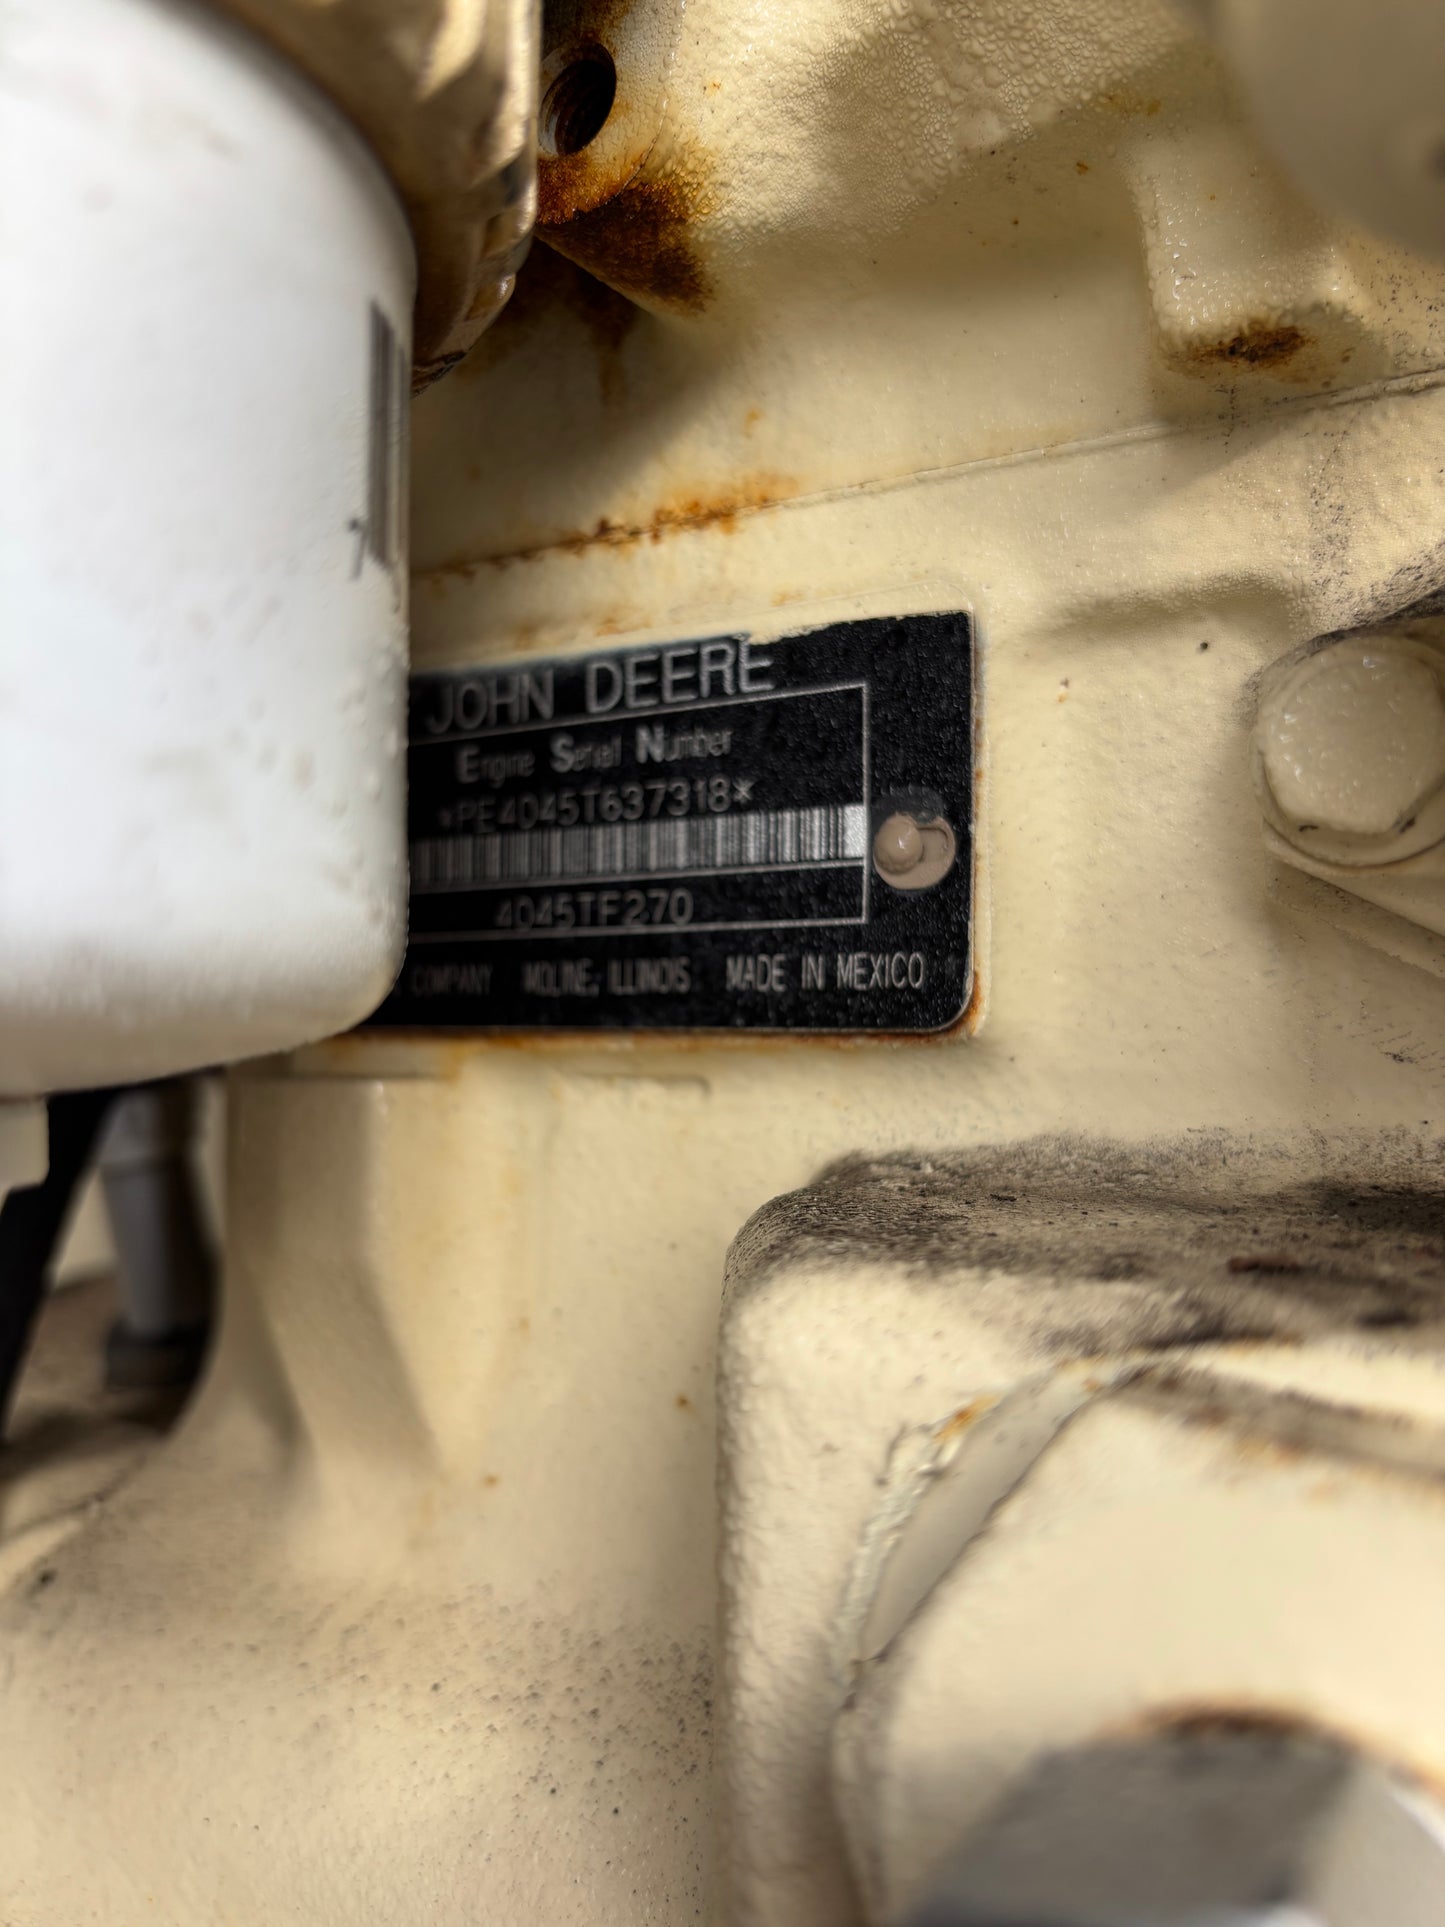 JOHN DEERE
Engine Serial Number
*PE4045T637318*
4045TF270
COMPANY MOLINE, ILLINOIS MADE IN MEXICO